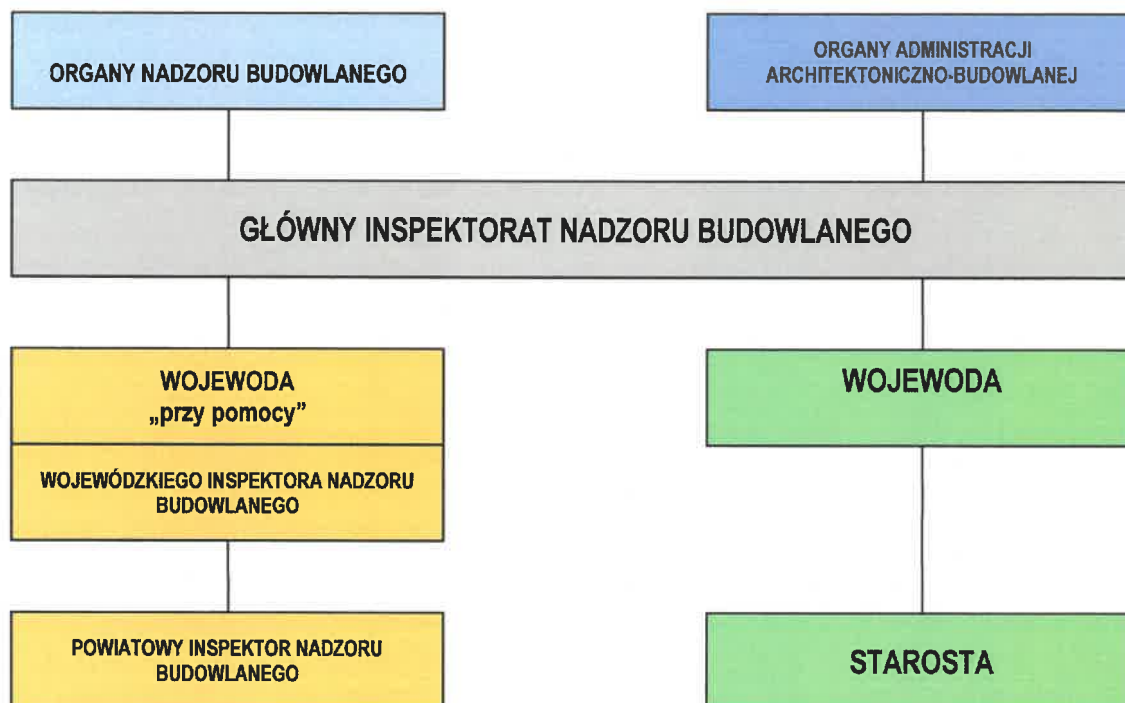 ORGANY NADZORU BUDOWLANEGO
ORGANY ADMINISTRACJI
ARCHITEKTONICZNO-BUDOWLANEJ
GŁÓWNY INSPEKTORAT NADZORU BUDOWLANEGO
WOJEWODA
„przy pomocy”
WOJEWÓDZKIEGO INSPEKTORA NADZORU
BUDOWLANEGO
WOJEWODA
POWIATOWY INSPEKTOR NADZORU
BUDOWLANEGO
STAROSTA